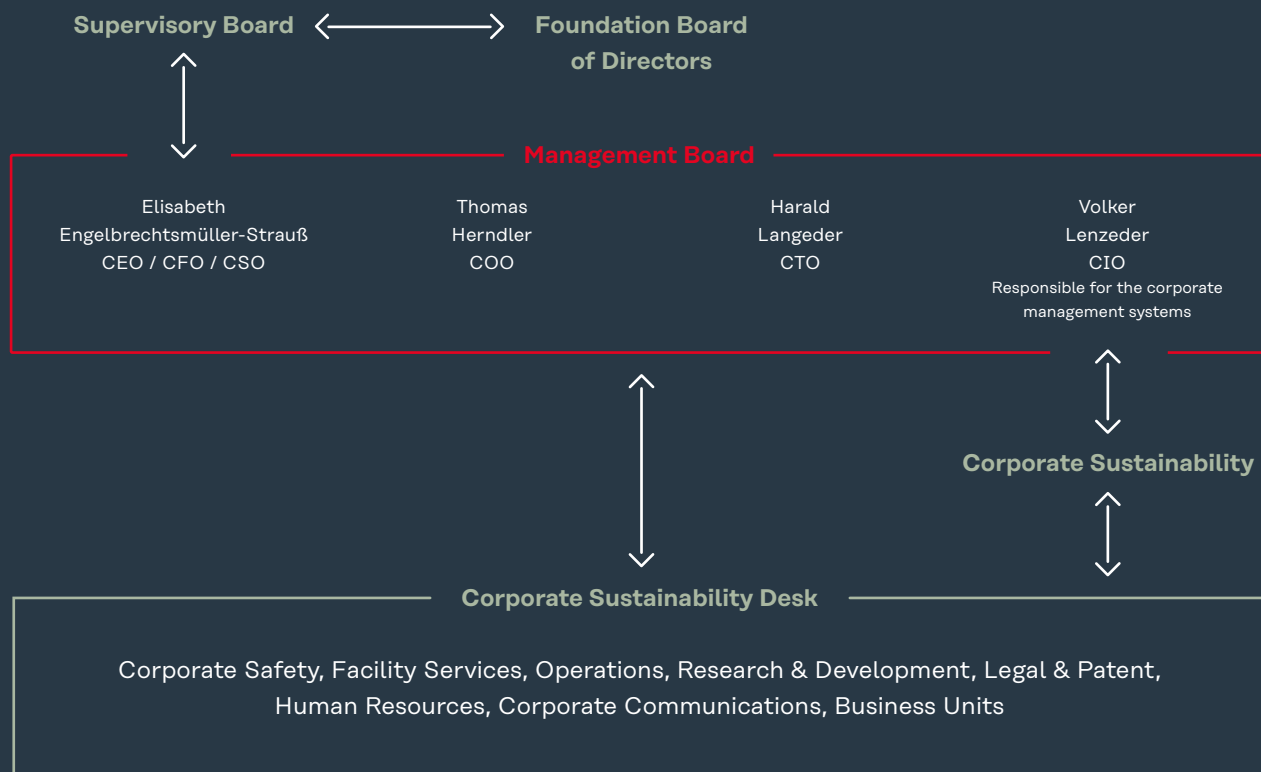 Supervisory Board
Foundation Board
of Directors
Management Board
Elisabeth
Engelbrechtsmüller-Strauß
CEO / CFO / CSO
Thomas
Herndler
COO
Harald
Langeder
CTO
Volker
Lenzeder
CIO
Responsible for the corporate
management systems
Corporate Sustainability
Corporate Sustainability Desk
Corporate Safety, Facility Services, Operations, Research & Development, Legal & Patent,
Human Resources, Corporate Communications, Business Units